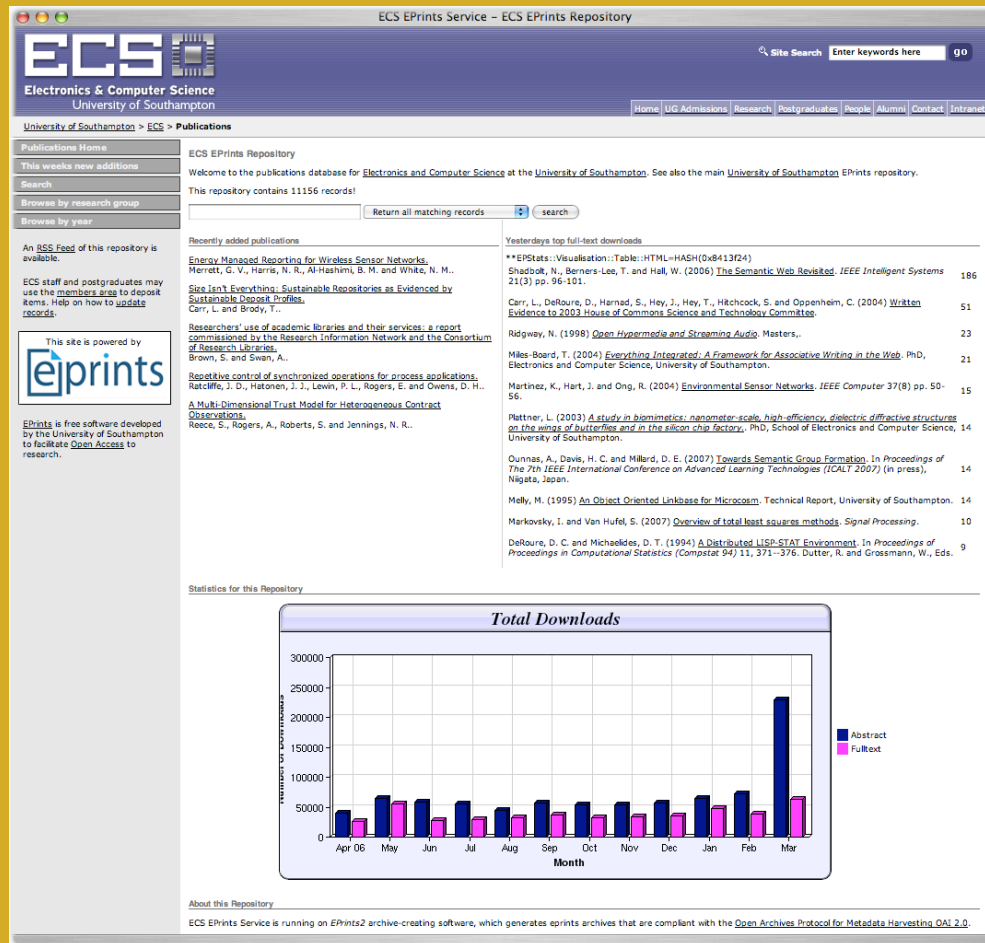 ECS EPrints Service – ECS EPrints Repository
ECS
Electronics & Computer Science
University of Southampton
Site Search Enter keywords here go
Home UG Admissions Research Postgraduates People Alumni Contact Intranet
University of Southampton > ECS > Publications
Publications Home
This weeks new additions
Search
Browse by research group
Browse by year
An RSS Feed of this repository is
available.
ECS staff and postgraduates may
use the members area to deposit
items. Help on how to update
records.
This site is powered by
eprints
EPrints is free software developed
by the University of Southampton
to facilitate Open Access to
research.
ECS EPrints Repository
Welcome to the publications database for Electronics and Computer Science at the University of Southampton. See also the main University of Southampton EPrints repository.
This repository contains 11156 records!
Return all matching records search
Recently added publications
Energy Managed Reporting for Wireless Sensor Networks.
Merrett, G. V., Harris, N. R., Al-Hashimi, B. M. and White, N. M..
Size Isn't Everything: Sustainable Repositories as Evidenced by
Sustainable Deposit Profiles.
Carr, L. and Brody, T..
Researchers' use of academic libraries and their services: a report
commissioned by the Research Information Network and the Consortium
of Research Libraries.
Brown, S. and Swan, A..
Repetitive control of synchronized operations for process applications.
Ratcliffe, J. D., Hatonen, J. J., Lewin, P. L., Rogers, E. and Owens, D. H..
A Multi-Dimensional Trust Model for Heterogeneous Contract
Observations.
Reece, S., Rogers, A., Roberts, S. and Jennings, N. R..
Yesterdays top full-text downloads
**EPStats::Visualisation::Table::HTML=HASH(0x8413f24)
Shadbolt, N., Berners-Lee, T. and Hall, W. (2006) The Semantic Web Revisited. IEEE Intelligent Systems
21(3) pp. 96-101. 186
Carr, L., DeRoure, D., Harnad, S., Hey, J., Hey, T., Hitchcock, S. and Oppenheim, C. (2004) Written
Evidence to 2003 House of Commons Science and Technology Committee. 51
Ridgway, N. (1998) Open Hypermedia and Streaming Audio. Masters,. 23
Miles-Board, T. (2004) Everything Integrated: A Framework for Associative Writing in the Web. PhD,
Electronics and Computer Science, University of Southampton. 21
Martinez, K., Hart, J. and Ong, R. (2004) Environmental Sensor Networks. IEEE Computer 37(8) pp. 50-
56. 15
Plattner, L. (2003) A study in biomimetics: nanometer-scale, high-efficiency, dielectric diffractive structures
on the wings of butterflies and in the silicon chip factory,. PhD, School of Electronics and Computer Science, 14
University of Southampton.
Ounnas, A., Davis, H. C. and Millard, D. E. (2007) Towards Semantic Group Formation. In Proceedings of
The 7th IEEE International Conference on Advanced Learning Technologies (ICALT 2007) (in press), 14
Niigata, Japan.
Melly, M. (1995) An Object Oriented Linkbase for Microcosm. Technical Report, University of Southampton. 14
Markovsky, I. and Van Hufel, S. (2007) Overview of total least squares methods. Signal Processing. 10
DeRoure, D. C. and Michaelides, D. T. (1994) A Distributed LISP-STAT Environment. In Proceedings of
Proceedings in Computational Statistics (Compstat 94) 11, 371--376. Dutter, R. and Grossmann, W., Eds. 9
Statistics for this Repository
Total Downloads
Number of Downloads
300000
250000
200000
150000
100000
50000
0
Apr 06 May Jun Jul Aug Sep Oct Nov Dec Jan Feb Mar
Month
Abstract
Fulltext
About this Repository
ECS EPrints Service is running on EPrints2 archive-creating software, which generates eprints archives that are compliant with the Open Archives Protocol for Metadata Harvesting OAI 2.0.